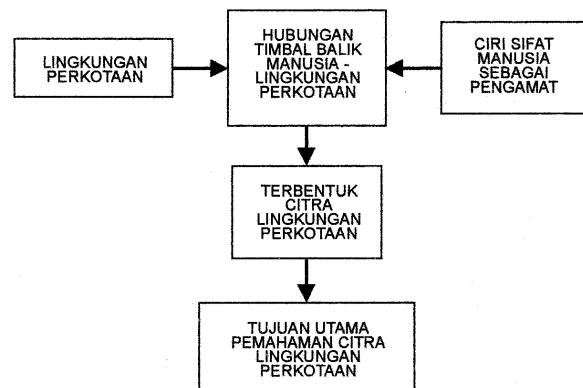 HUBUNGAN
TIMBAL BALIK
MANUSIA -
LINGKUNGAN
PERKOTAAN
LINGKUNGAN
PERKOTAAN
CIRI SIFAT
MANUSIA
SEBAGAI
PENGAMAT
TERBENTUK
CITRA
LINGKUNGAN
PERKOTAAN
TUJUAN UTAMA
PEMAHAMAN CITRA
LINGKUNGAN
PERKOTAAN